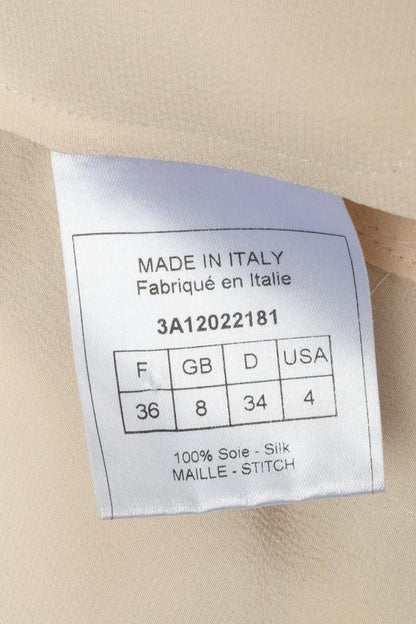 MADE IN ITALY
Fabriqué en Italie
3A12022181
F GB D USA
36 8 34 4
100% Soie - Silk
MAILLE - STITCH